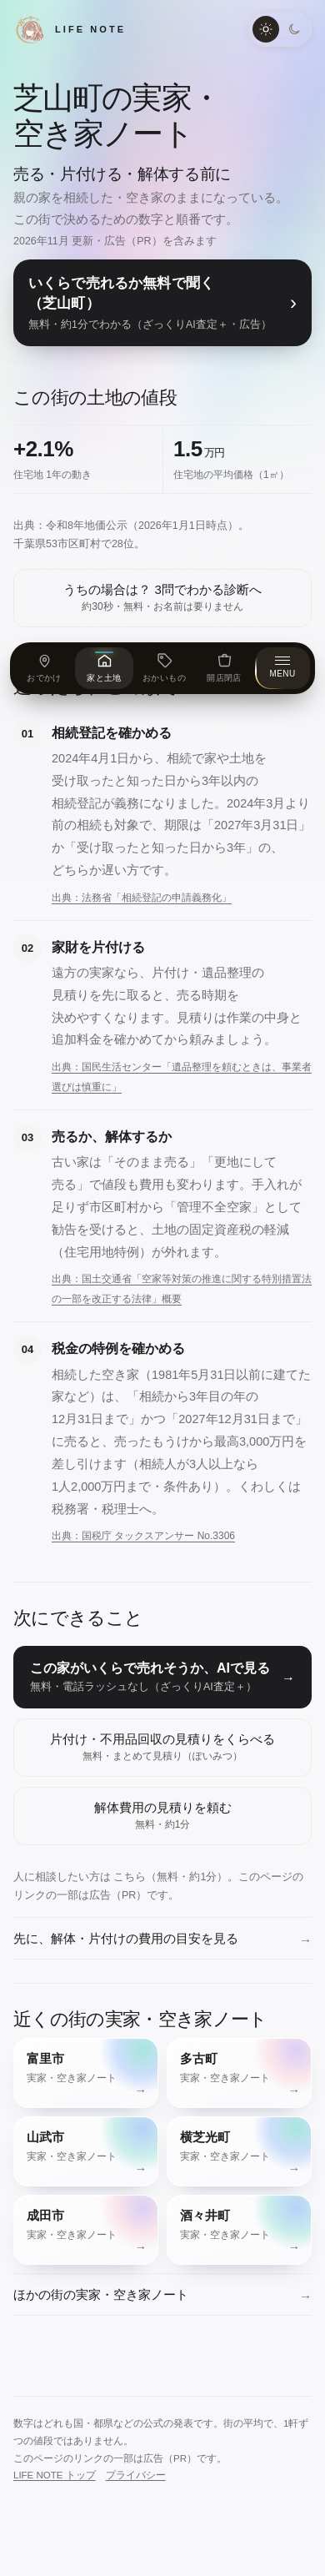 LIFE NOTE
芝山町の実家・
空き家ノート
売る・片付ける・解体する前に
親の家を相続した・空き家のままになっている。
この街で決めるための数字と順番です。
2026年11月 更新・広告（PR）を含みます
いくらで売れるか無料で聞く
（芝山町）
無料・約1分でわかる（ざっくりAI査定＋・広告）
›
この街の土地の値段
+2.1%
住宅地 1年の動き
1.5万円
住宅地の平均価格（1㎡）
出典：令和8年地価公示（2026年1月1日時点）。
千葉県53市区町村で28位。
うちの場合は？ 3問でわかる診断へ
約30秒・無料・お名前は要りません
おでかけ
家と土地
おかいもの
開店閉店
MENU
01 相続登記を確かめる
2024年4月1日から、相続で家や土地を
受け取ったと知った日から3年以内の
相続登記が義務になりました。2024年3月より
前の相続も対象で、期限は「2027年3月31日」
か「受け取ったと知った日から3年」の、
どちらか遅い方です。
出典：法務省「相続登記の申請義務化」
02 家財を片付ける
遠方の実家なら、片付け・遺品整理の
見積りを先に取ると、売る時期を
決めやすくなります。見積りは作業の中身と
追加料金を確かめてから頼みましょう。
出典：国民生活センター「遺品整理を頼むときは、事業者
選びは慎重に」
03 売るか、解体するか
古い家は「そのまま売る」「更地にして
売る」で値段も費用も変わります。手入れが
足りず市区町村から「管理不全空家」として
勧告を受けると、土地の固定資産税の軽減
（住宅用地特例）が外れます。
出典：国土交通省「空家等対策の推進に関する特別措置法
の一部を改正する法律」概要
04 税金の特例を確かめる
相続した空き家（1981年5月31日以前に建てた
家など）は、「相続から3年目の年の
12月31日まで」かつ「2027年12月31日まで」
に売ると、売ったもうけから最高3,000万円を
差し引けます（相続人が3人以上なら
1人2,000万円まで・条件あり）。くわしくは
税務署・税理士へ。
出典：国税庁 タックスアンサー No.3306
次にできること
この家がいくらで売れそうか、AIで見る
無料・電話ラッシュなし（ざっくりAI査定＋）
→
片付け・不用品回収の見積りをくらべる
無料・まとめて見積り（ぽいみつ）
解体費用の見積りを頼む
無料・約1分
人に相談したい方は こちら（無料・約1分）。このページの
リンクの一部は広告（PR）です。
先に、解体・片付けの費用の目安を見る →
近くの街の実家・空き家ノート
富里市
実家・空き家ノート
→
多古町
実家・空き家ノート
→
山武市
実家・空き家ノート
→
横芝光町
実家・空き家ノート
→
成田市
実家・空き家ノート
→
酒々井町
実家・空き家ノート
→
ほかの街の実家・空き家ノート →
数字はどれも国・都県などの公式の発表です。街の平均で、1軒ず
つの値段ではありません。
このページのリンクの一部は広告（PR）です。
LIFE NOTE トップ プライバシー